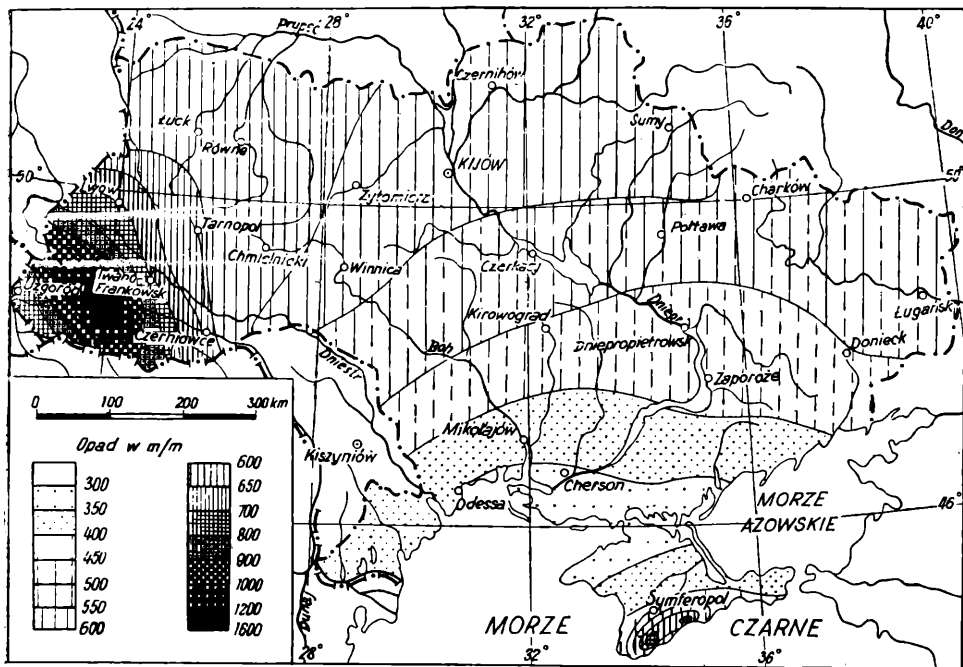 24°
28°
32°
36°
40°
Prypeć
Czernihów
Don
Łuck
Równe
Sumy
KIJÓW
50°
50°
Lwów
Żytomierz
Charków
Tarnopol
Chmielnicki
Połtawa
Winnica
Czerkasy
Iwano
Frankowsk
Użgorod
Ługańsk
Kirowograd
Dniepr
Czerniowce
Dniepropietrowsk
Donieck
Dniestr
Boh
Zaporoże
0 100 200 300 km
Mikołajów
Opad w m/m
Kiszyniów
Cherson
Odessa
MORZE
AZOWSKIE
46°
300
350
400
450
500
550
600
600
650
700
800
900
1000
1200
1600
Symferopol
MORZE
CZARNE
28°
32°
36°